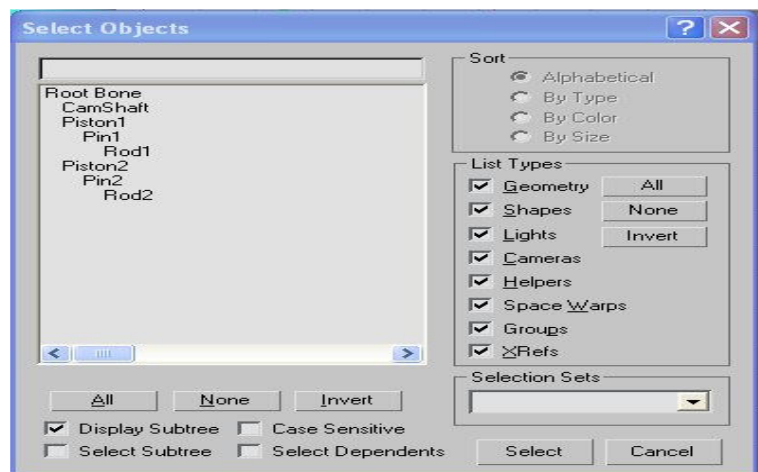 Select Objects
Root Bone
CamShaft
Piston1
Pin1
Rod1
Piston2
Pin2
Rod2
All None Invert
Display Subtree Case Sensitive
Select Subtree Select Dependents
Sort
Alphabetical
By Type
By Color
By Size
List Types
Geometry All
Shapes None
Lights Invert
Cameras
Helpers
Space Warps
Groups
XRefs
Selection Sets
Select Cancel